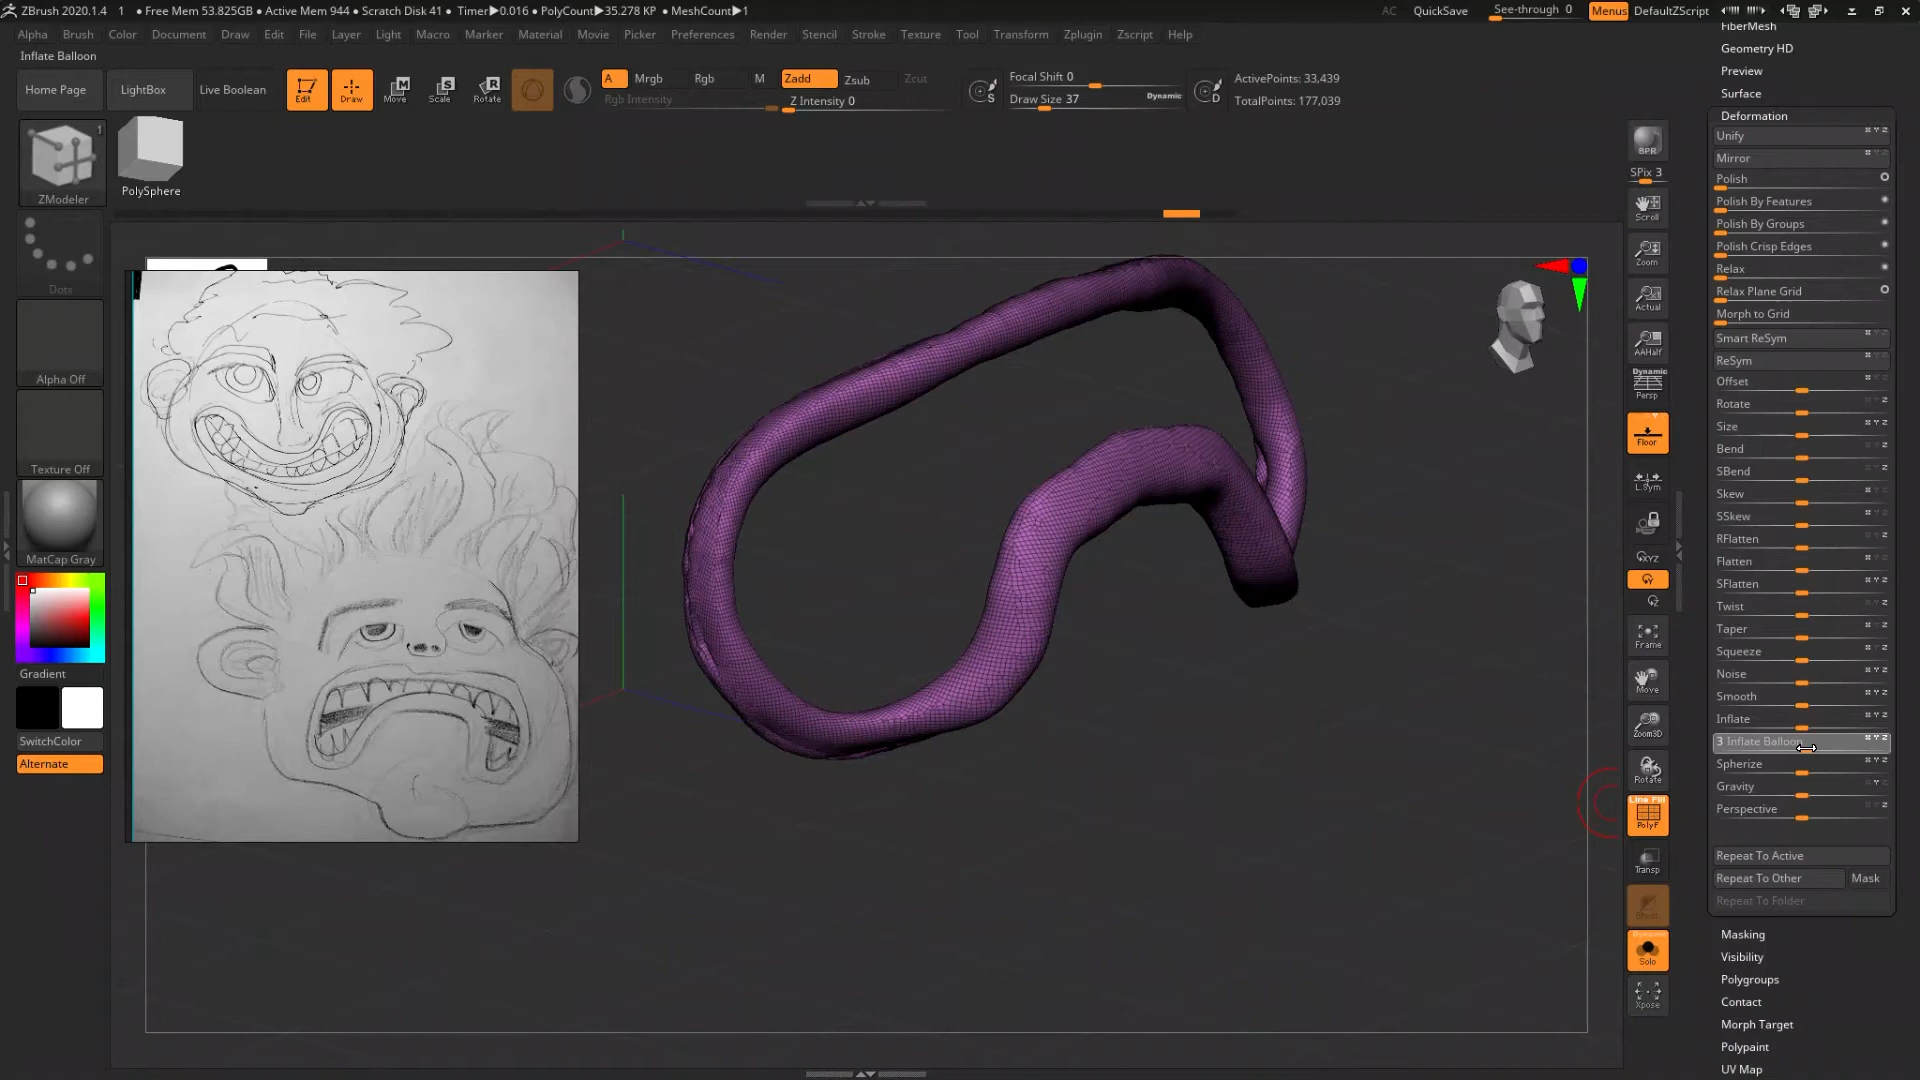 ZBrush 2020.1.4 1 ● Free Mem 53.825GB ● Active Mem 944 ● Scratch Disk 41 ● Timer▶0.016 ● PolyCount▶35.278 KP ● MeshCount▶1 AC QuickSave See-through 0 Menus DefaultZScript
Alpha Brush Color Document Draw Edit File Layer Light Macro Marker Material Movie Picker Preferences Render Stencil Stroke Texture Tool Transform Zplugin Zscript Help
Inflate Balloon
Home Page LightBox Live Boolean Edit Draw Move Scale Rotate
A Mrgb Rgb M Zadd Zsub Zcut
Rgb Intensity Z Intensity 0
S Focal Shift 0
Draw Size 37 Dynamic D
ActivePoints: 33,439
TotalPoints: 177,039
1
ZModeler
PolySphere
Dots
Alpha Off
Texture Off
MatCap Gray
Gradient
SwitchColor
Alternate
BPR
SPix 3
Scroll
Zoom
Actual
AAHalf
Dynamic
Persp
Floor
L.Sym
XYZ
Y
Z
Frame
Move
Zoom3D
Rotate
Line Fill
PolyF
Transp
Ghost
Dynamic
Solo
Xpose
FiberMesh
Geometry HD
Preview
Surface
Deformation
Unify
Mirror
Polish
Polish By Features
Polish By Groups
Polish Crisp Edges
Relax
Relax Plane Grid
Morph to Grid
Smart ReSym
ReSym
Offset
Rotate
Size
Bend
SBend
Skew
SSkew
RFlatten
Flatten
SFlatten
Twist
Taper
Squeeze
Noise
Smooth
Inflate
3 Inflate Balloon
Spherize
Gravity
Perspective
Repeat To Active
Repeat To Other Mask
Repeat To Folder
Masking
Visibility
Polygroups
Contact
Morph Target
Polypaint
UV Map